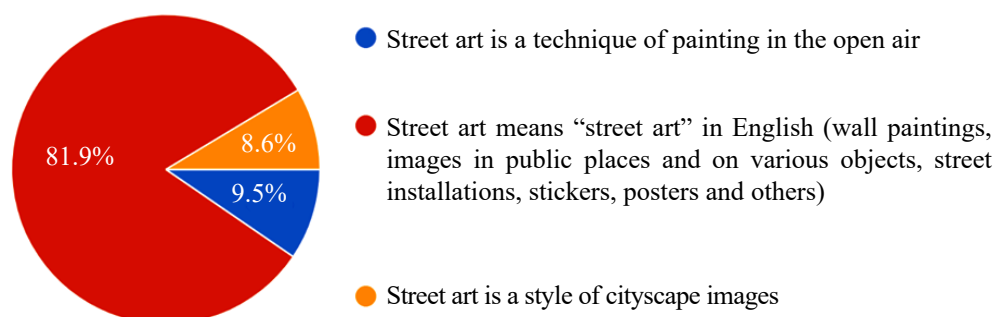 Street art is a technique of painting in the open air
81.9%
8.6%
9.5%
Street art means “street art” in English (wall paintings,
images in public places and on various objects, street
installations, stickers, posters and others)
Street art is a style of cityscape images